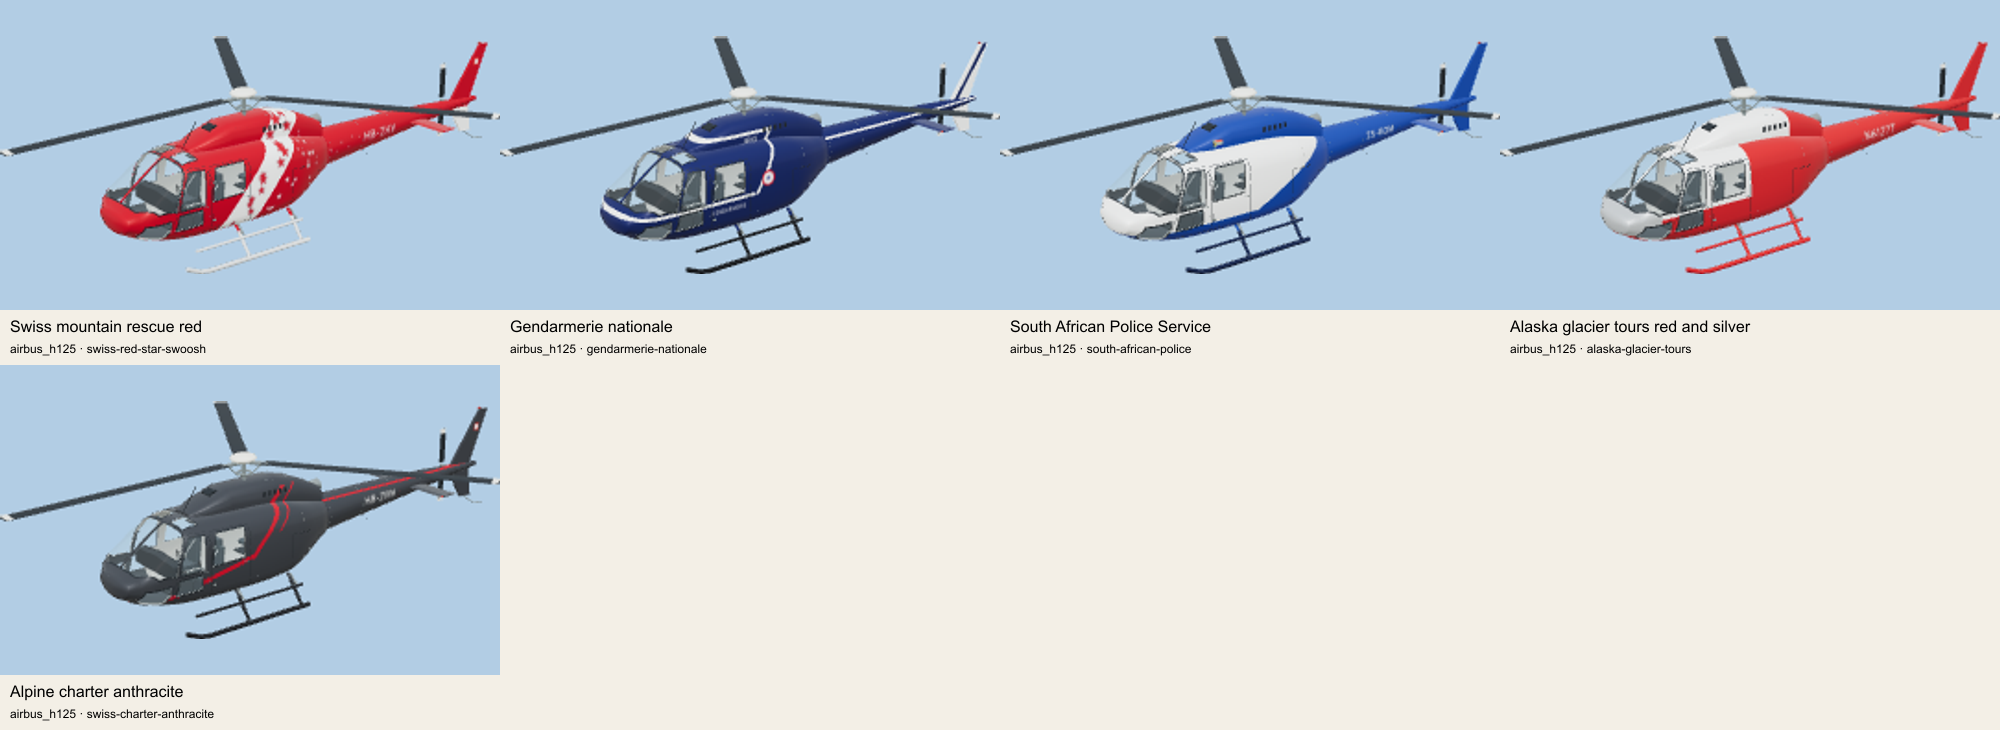 Swiss mountain rescue red
airbus_h125 · swiss-red-star-swoosh
Gendarmerie nationale
airbus_h125 · gendarmerie-nationale
South African Police Service
airbus_h125 · south-african-police
Alaska glacier tours red and silver
airbus_h125 · alaska-glacier-tours
Alpine charter anthracite
airbus_h125 · swiss-charter-anthracite